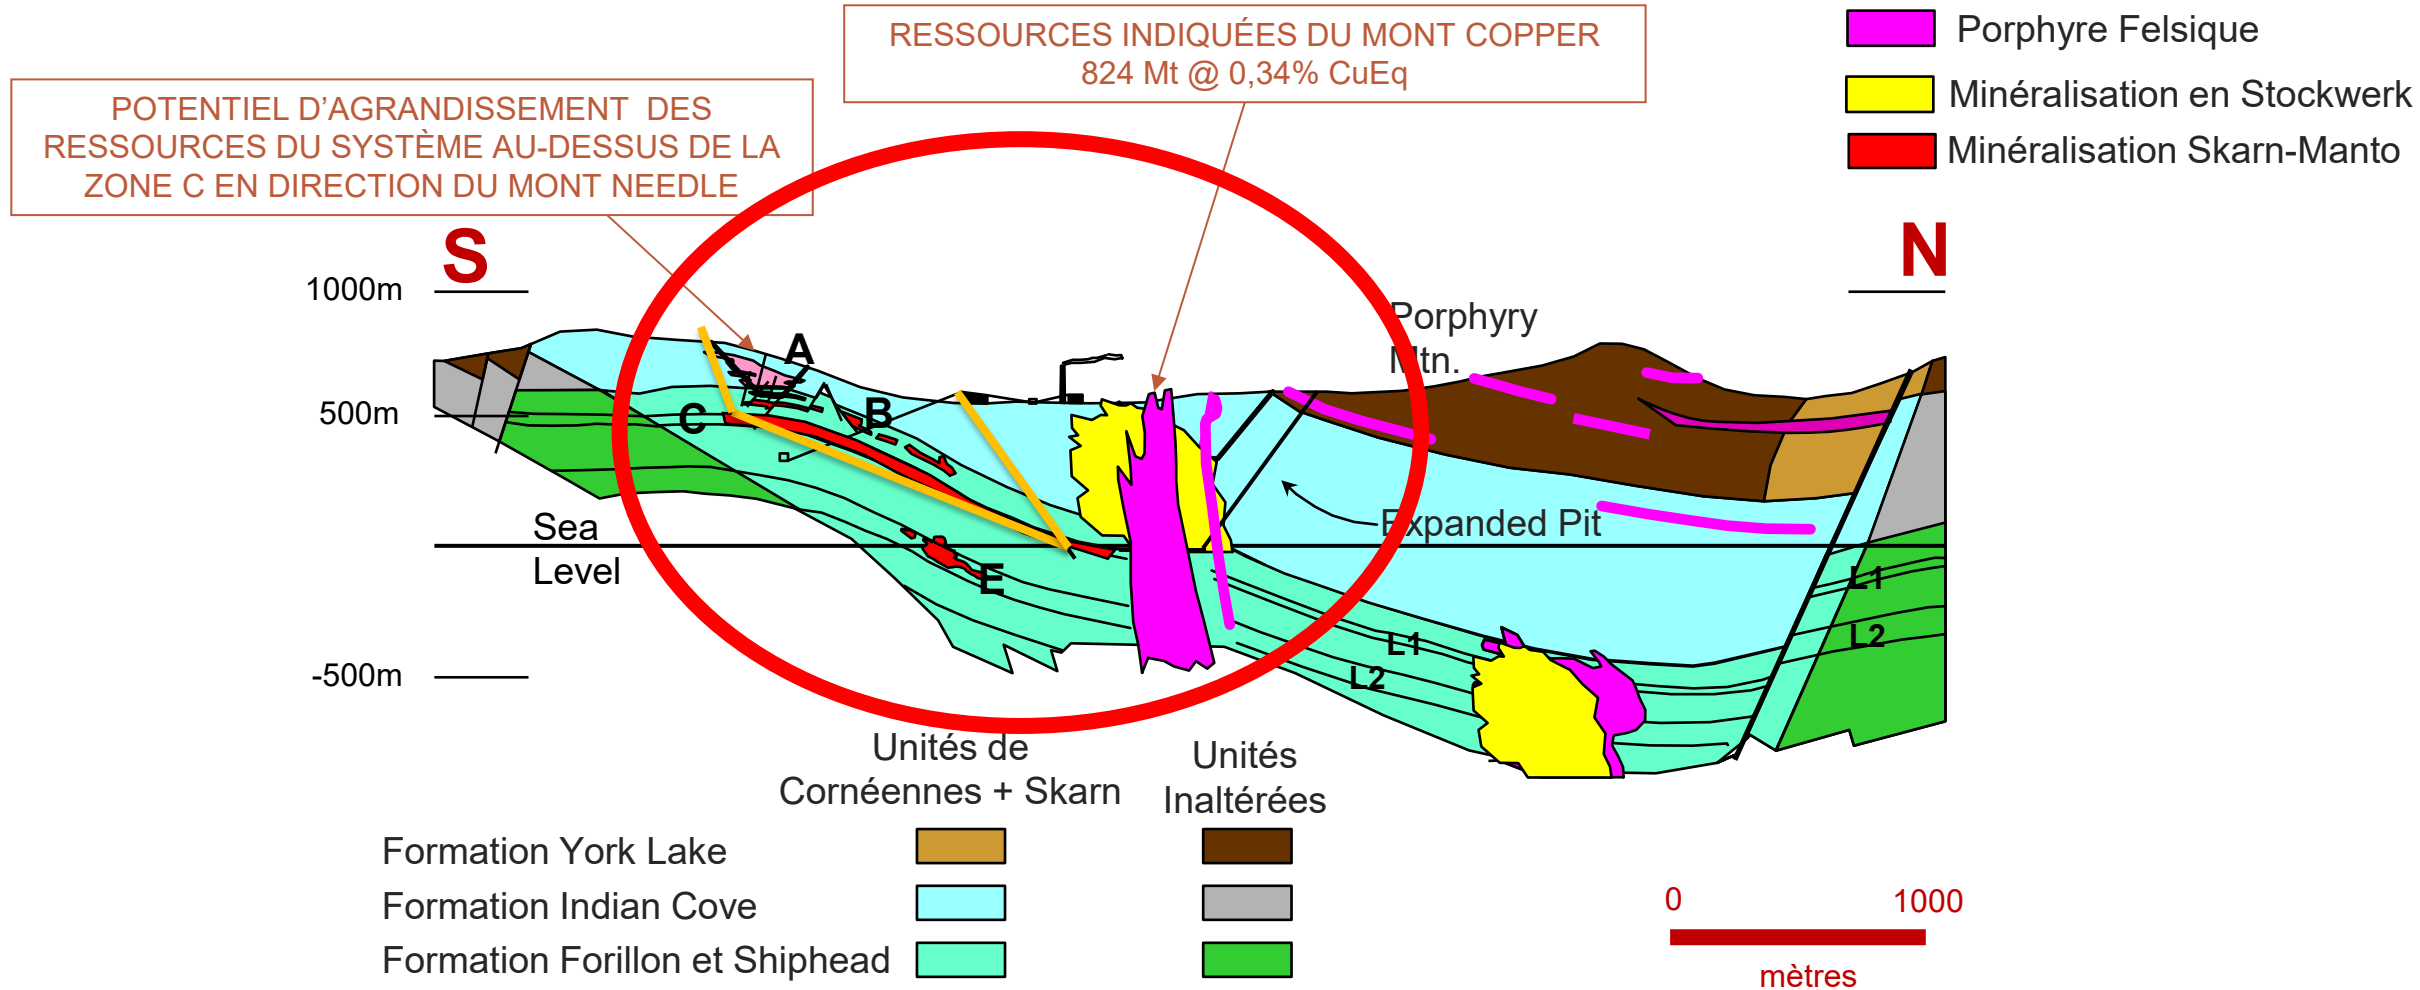 RESSOURCES INDIQUÉES DU MONT COPPER
824 Mt @ 0,34% CuEq
Porphyre Felsique
Minéralisation en Stockwerk
Minéralisation Skarn-Manto
POTENTIEL D’AGRANDISSEMENT DES
RESSOURCES DU SYSTÈME AU-DESSUS DE LA
ZONE C EN DIRECTION DU MONT NEEDLE
S
N
1000m
Porphyry
Mtn.
A
500m
C
B
Expanded Pit
Sea
Level
E
L1
L2
L1
L2
-500m
Unités de
Cornéennes + Skarn
Unités
Inaltérées
Formation York Lake
Formation Indian Cove
Formation Forillon et Shiphead
0
1000
mètres